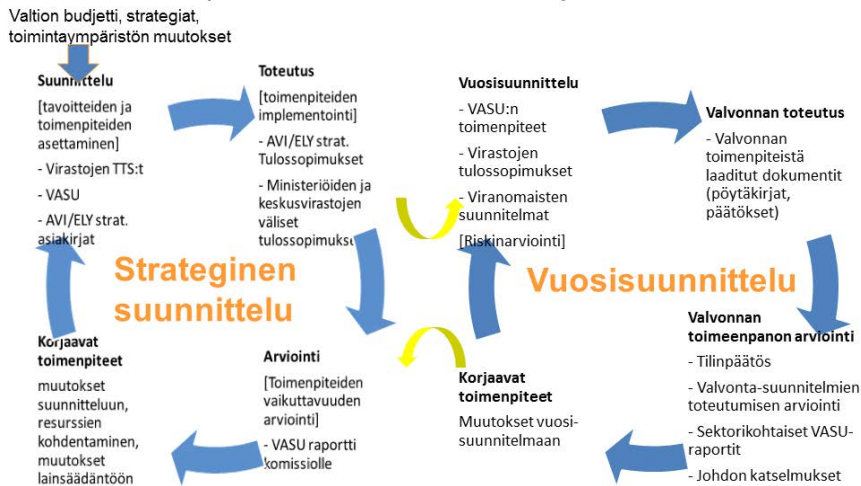 Valtion budjetti, strategiat,
toimintaympäristön muutokset
Suunnittelu
[tavoitteiden ja
toimenpiteiden
asettaminen]
- Virastojen TTS:t
- VASU
- AVI/ELY strat.
asiakirjat
Toteutus
[toimenpiteiden
implementointi]
- AVI/ELY strat.
Tulossopimukset
- Ministeriöiden ja
keskusvirastojen
väliset
tulossopimukset
Strateginen
suunnittelu
Korjaavat
toimenpiteet
muutokset
suunnitteluun,
resurssien
kohdentaminen,
muutokset
lainsäädäntöön
Arviointi
[Toimenpiteiden
vaikuttavuuden
arviointi]
- VASU raportti
komissiolle
Vuosisuunnittelu
- VASU:n
toimenpiteet
- Virastojen
tulossopimukset
- Viranomaisten
suunnitelmat
[Riskinarviointi]
Valvonnan toteutus
- Valvonnan
toimenpiteistä
laaditut dokumentit
(pöytäkirjat,
päätökset)
Vuosisuunnittelu
Valvonnan
toimeenpanon arviointi
- Tilinpäätös
- Valvonta-suunnitelmien
toteutumisen arviointi
- Sektorikohtaiset VASU-
raportit
- Johdon katselmukset
Korjaavat
toimenpiteet
Muutokset vuosi-
suunnitelmaan